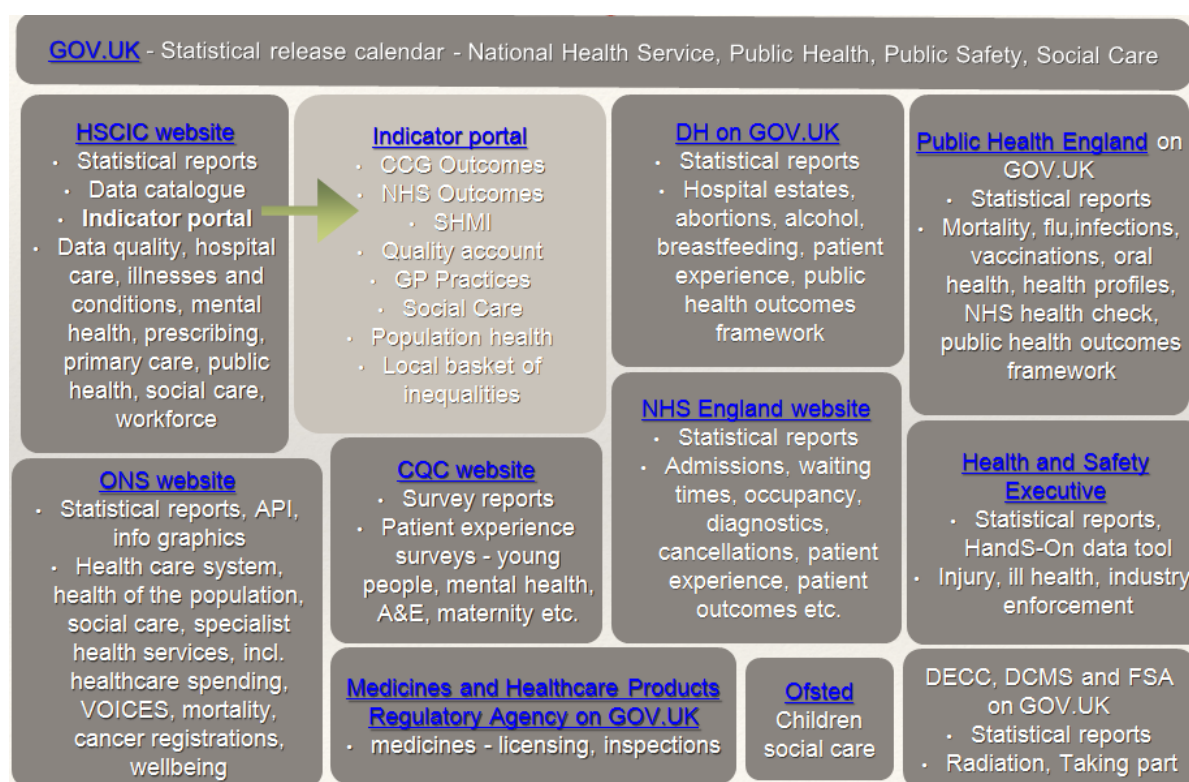 GOV.UK - Statistical release calendar - National Health Service, Public Health, Public Safety, Social Care
HSCIC website
• Statistical reports
• Data catalogue
• Indicator portal
• Data quality, hospital
care, illnesses and
conditions, mental
health, prescribing,
primary care, public
health, social care,
workforce
Indicator portal
• CCG Outcomes
• NHS Outcomes
• SHMI
• Quality account
• GP Practices
• Social Care
• Population health
• Local basket of
inequalities
DH on GOV.UK
• Statistical reports
• Hospital estates,
abortions, alcohol,
breastfeeding, patient
experience, public
health outcomes
framework
Public Health England on
GOV.UK
• Statistical reports
• Mortality, flu,infections,
vaccinations, oral
health, health profiles,
NHS health check,
public health outcomes
framework
ONS website
• Statistical reports, API,
info graphics
• Health care system,
health of the population,
social care, specialist
health services, incl.
healthcare spending,
VOICES, mortality,
cancer registrations,
wellbeing
CQC website
• Survey reports
• Patient experience
surveys - young
people, mental health,
A&E, maternity etc.
NHS England website
• Statistical reports
• Admissions, waiting
times, occupancy,
diagnostics,
cancellations, patient
experience, patient
outcomes etc.
Health and Safety
Executive
• Statistical reports,
HandS-On data tool
• Injury, ill health, industry
enforcement
Medicines and Healthcare Products
Regulatory Agency on GOV.UK
• medicines - licensing, inspections
Ofsted
Children
social care
DECC, DCMS and FSA
on GOV.UK
• Statistical reports
• Radiation, Taking part